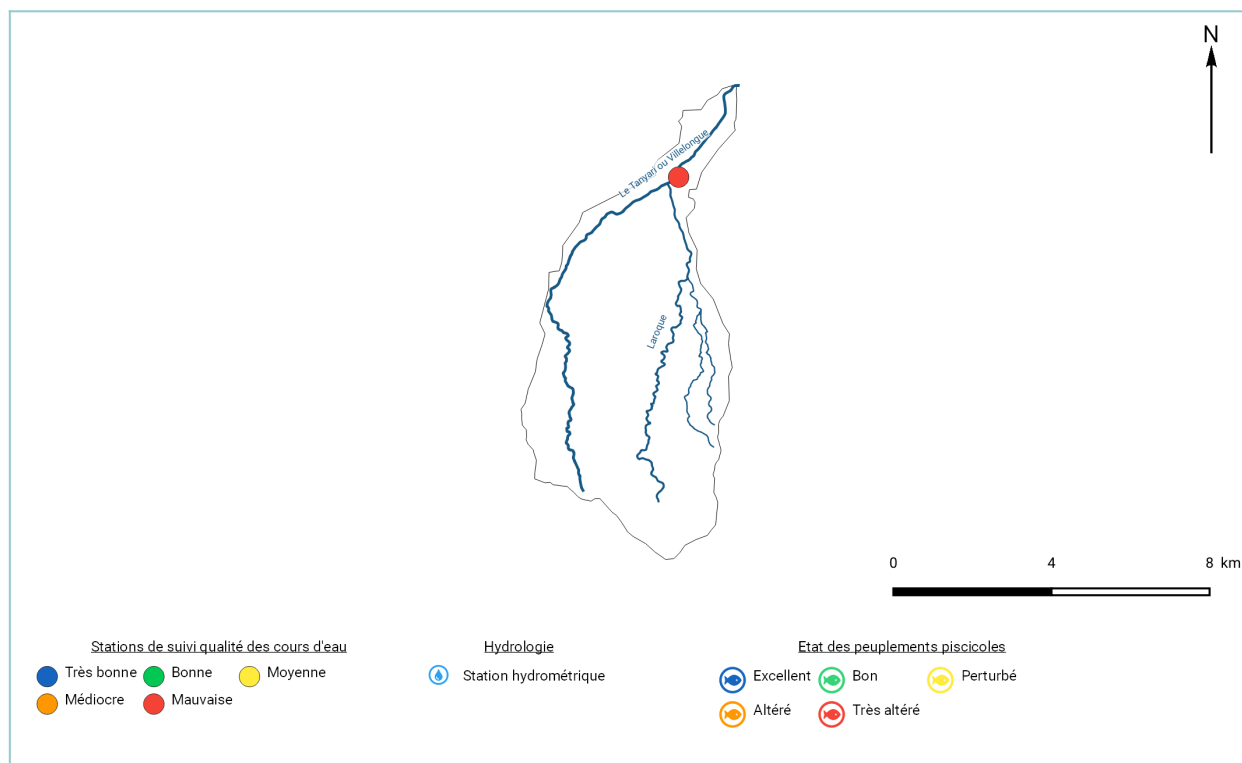 N
Le Tanyari ou Villelongue
Laroque
0 4 8 km
Stations de suivi qualité des cours d'eau
Très bonne Bonne Moyenne
Médiocre Mauvaise
Hydrologie
Station hydrométrique
Etat des peuplements piscicoles
Excellent Bon Perturbé
Altéré Très altéré